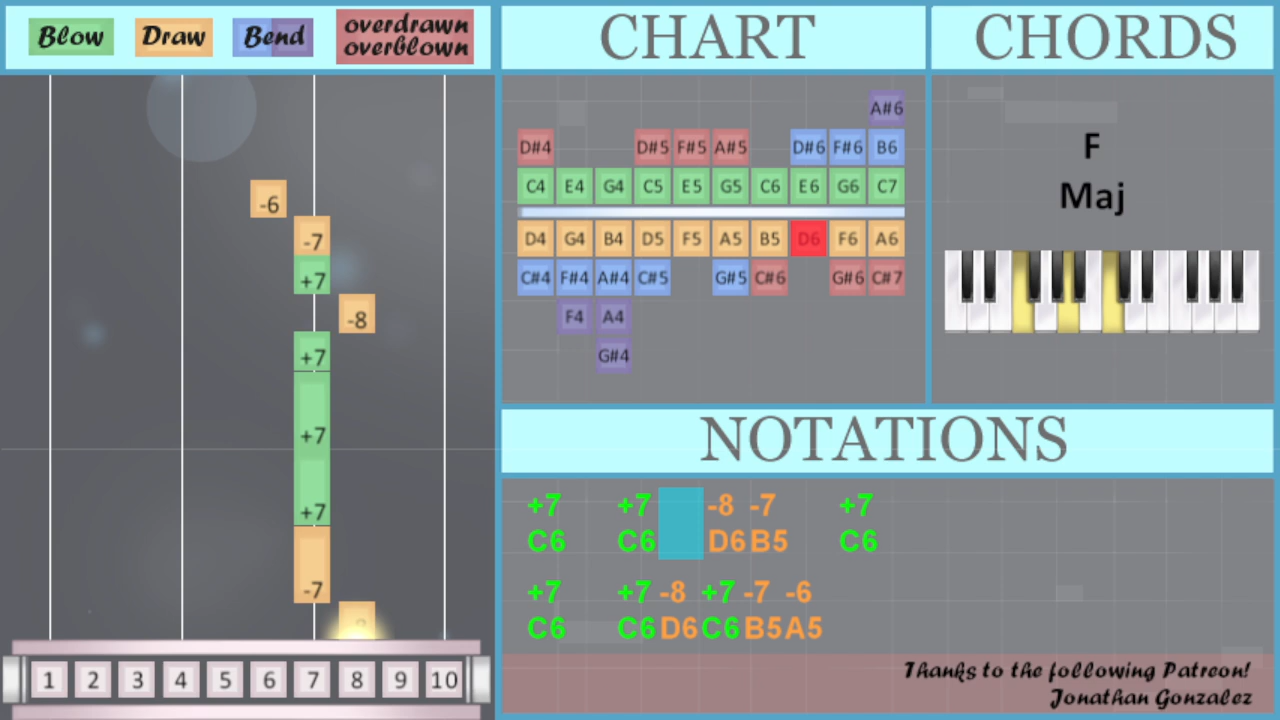 Blow Draw Bend overdrawn
overblown
CHART
CHORDS
-6
-7
+7
-8
+7
+7
+7
-7
1 2 3 4 5 6 7 8 9 10
A#6
D#4 D#5 F#5 A#5 D#6 F#6 B6
C4 E4 G4 C5 E5 G5 C6 E6 G6 C7
D4 G4 B4 D5 F5 A5 B5 D6 F6 A6
C#4 F#4 A#4 C#5 G#5 C#6 G#6 C#7
F4 A4
G#4
F
Maj
NOTATIONS
+7 +7 -8 -7 +7
C6 C6 D6 B5 C6
+7 +7 -8 +7 -7 -6
C6 C6 D6 C6 B5 A5
Thanks to the following Patreon!
Jonathan Gonzalez